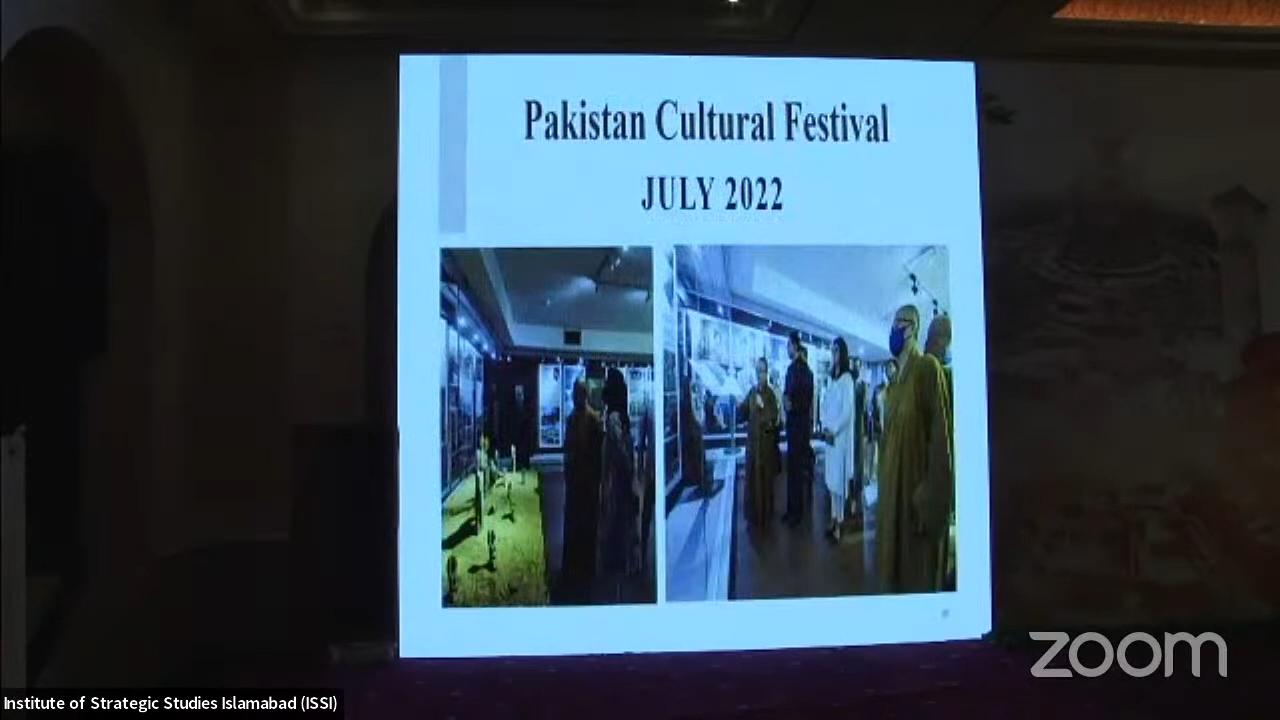 Pakistan Cultural Festival
JULY 2022
zoom
Institute of Strategic Studies Islamabad (ISSI)